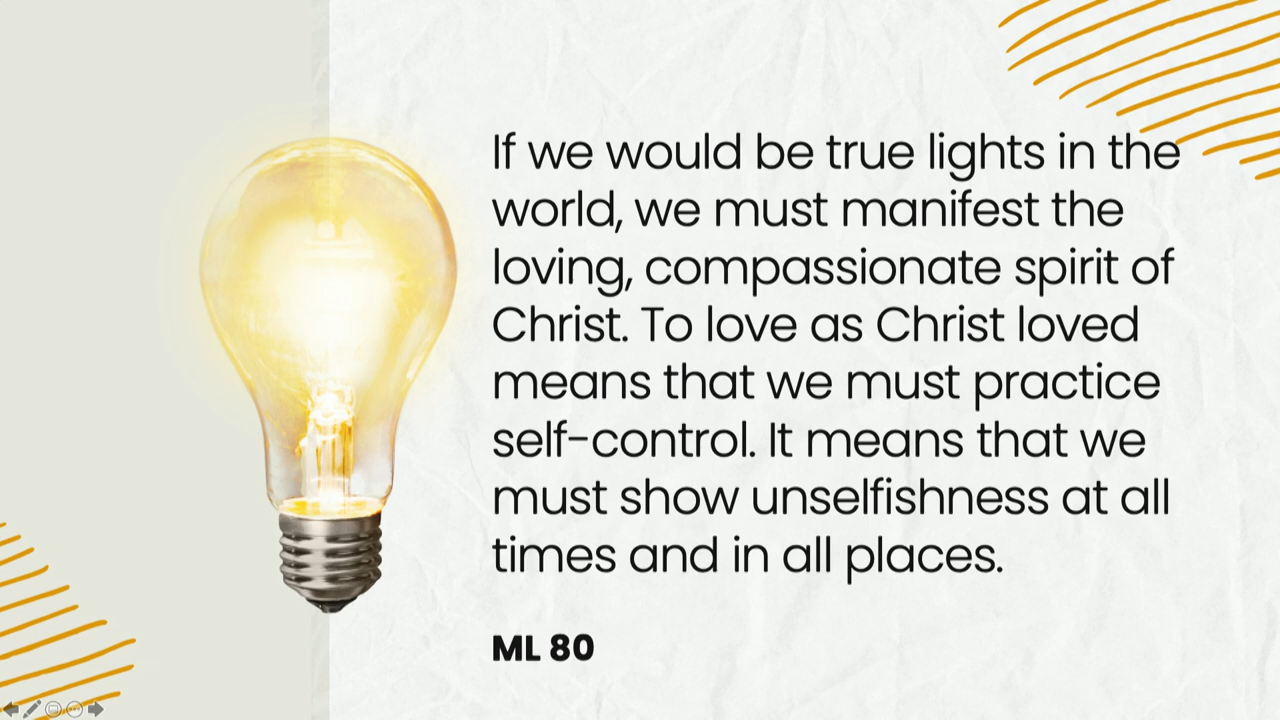 If we would be true lights in the
world, we must manifest the
loving, compassionate spirit of
Christ. To love as Christ loved
means that we must practice
self-control. It means that we
must show unselfishness at all
times and in all places.
ML 80